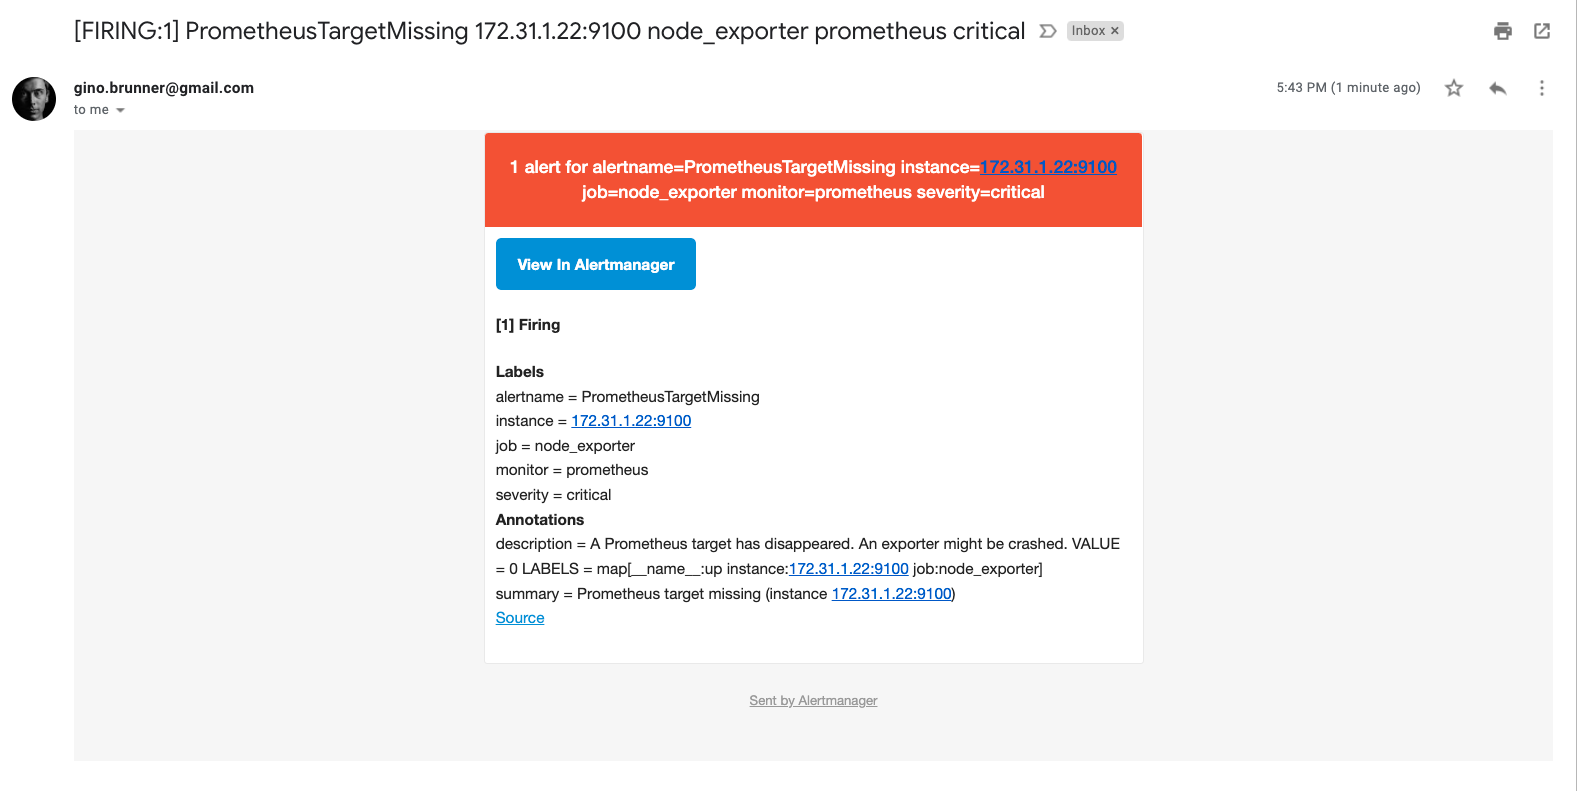 [FIRING:1] PrometheusTargetMissing 172.31.1.22:9100 node_exporter prometheus critical Inbox ×
gino.brunner@gmail.com 5:43 PM (1 minute ago)
to me
1 alert for alertname=PrometheusTargetMissing instance=172.31.1.22:9100
job=node_exporter monitor=prometheus severity=critical
View In Alertmanager
[1] Firing
Labels
alertname = PrometheusTargetMissing
instance = 172.31.1.22:9100
job = node_exporter
monitor = prometheus
severity = critical
Annotations
description = A Prometheus target has disappeared. An exporter might be crashed. VALUE
= 0 LABELS = map[__name__:up instance:172.31.1.22:9100 job:node_exporter]
summary = Prometheus target missing (instance 172.31.1.22:9100)
Source
Sent by Alertmanager